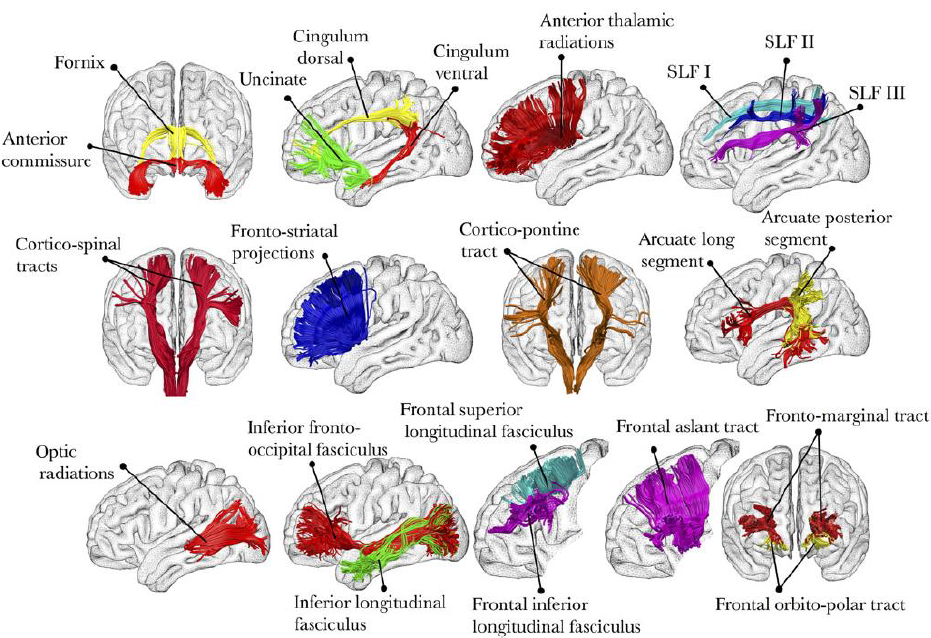 Fornix
Anterior
commissure
Uncinate
Cingulum
dorsal
Cingulum
ventral
Anterior thalamic
radiations
SLF I
SLF II
SLF III
Cortico-spinal
tracts
Fronto-striatal
projections
Cortico-pontine
tract
Arcuate long
segment
Arcuate posterior
segment
Optic
radiations
Inferior fronto-
occipital fasciculus
Inferior longitudinal
fasciculus
Frontal superior
longitudinal fasciculus
Frontal inferior
longitudinal fasciculus
Frontal aslant tract
Fronto-marginal tract
Frontal orbito-polar tract